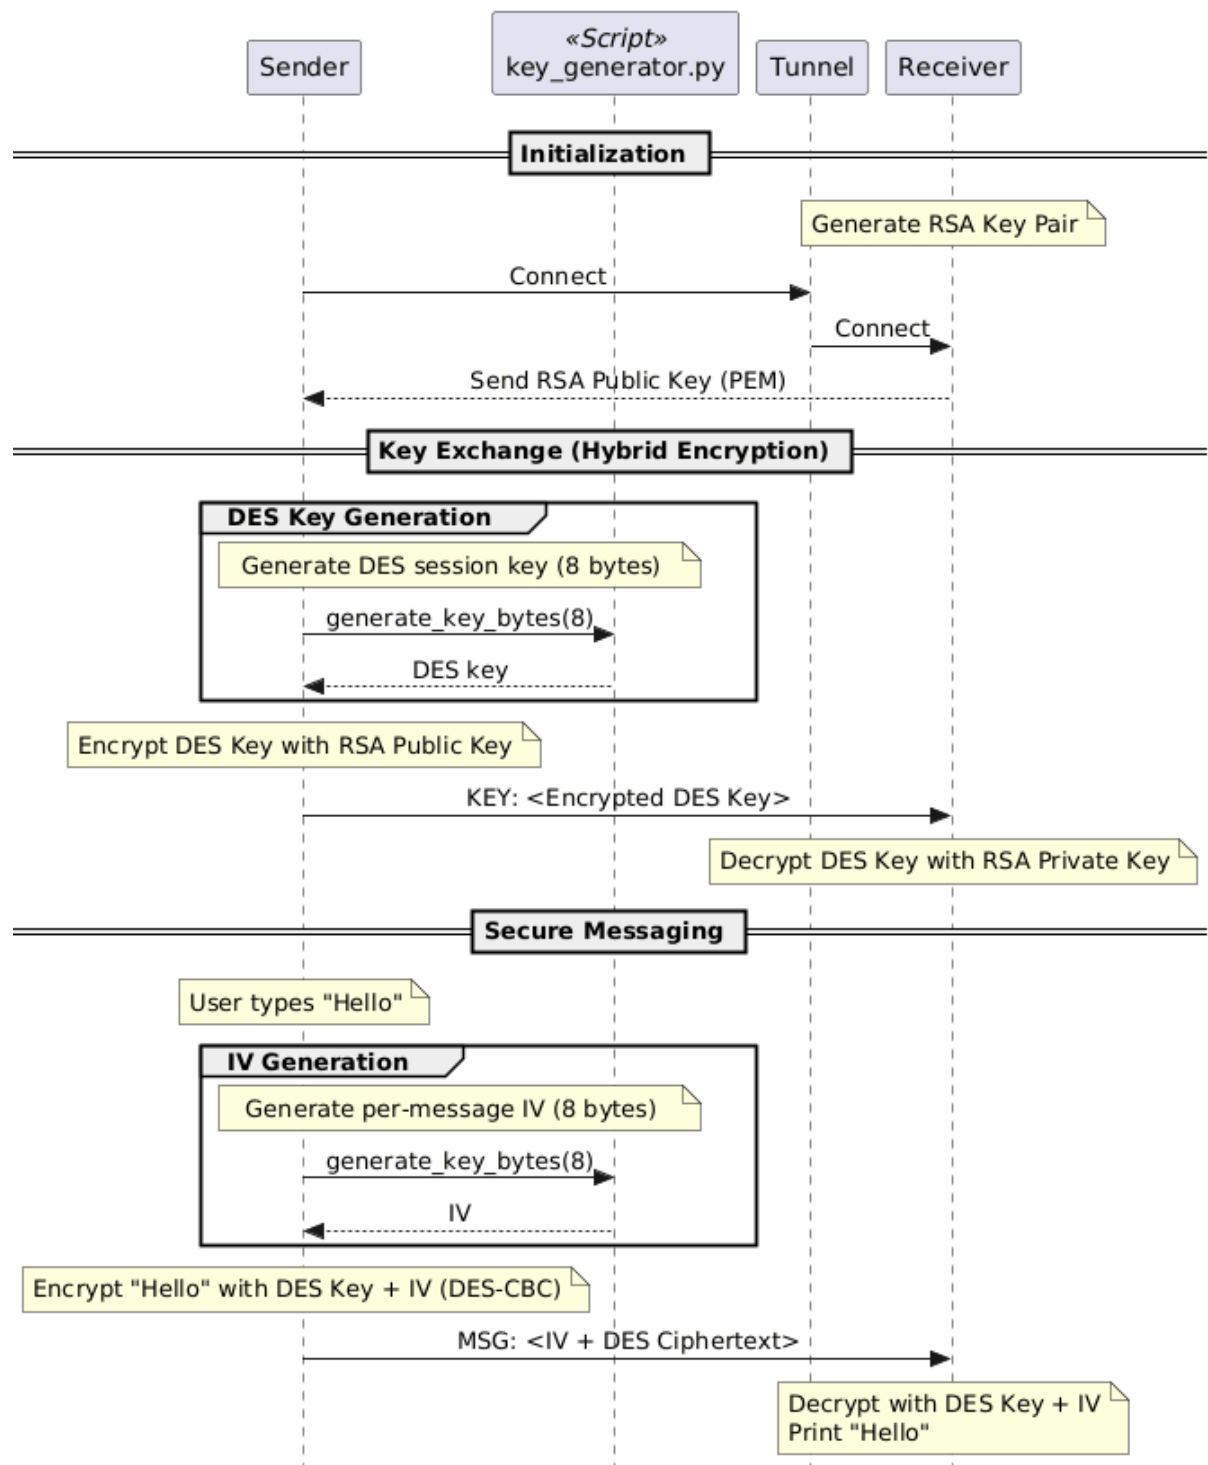 «Script»
Sender
key_generator.py
Tunnel
Receiver
Initialization
Generate RSA Key Pair
Connect
Connect
Send RSA Public Key (PEM)
Key Exchange (Hybrid Encryption)
DES Key Generation
Generate DES session key (8 bytes)
generate_key_bytes(8)
DES key
Encrypt DES Key with RSA Public Key
KEY: <Encrypted DES Key>
Decrypt DES Key with RSA Private Key
Secure Messaging
User types "Hello"
IV Generation
Generate per-message IV (8 bytes)
generate_key_bytes(8)
IV
Encrypt "Hello" with DES Key + IV (DES-CBC)
MSG: <IV + DES Ciphertext>
Decrypt with DES Key + IV
Print "Hello"